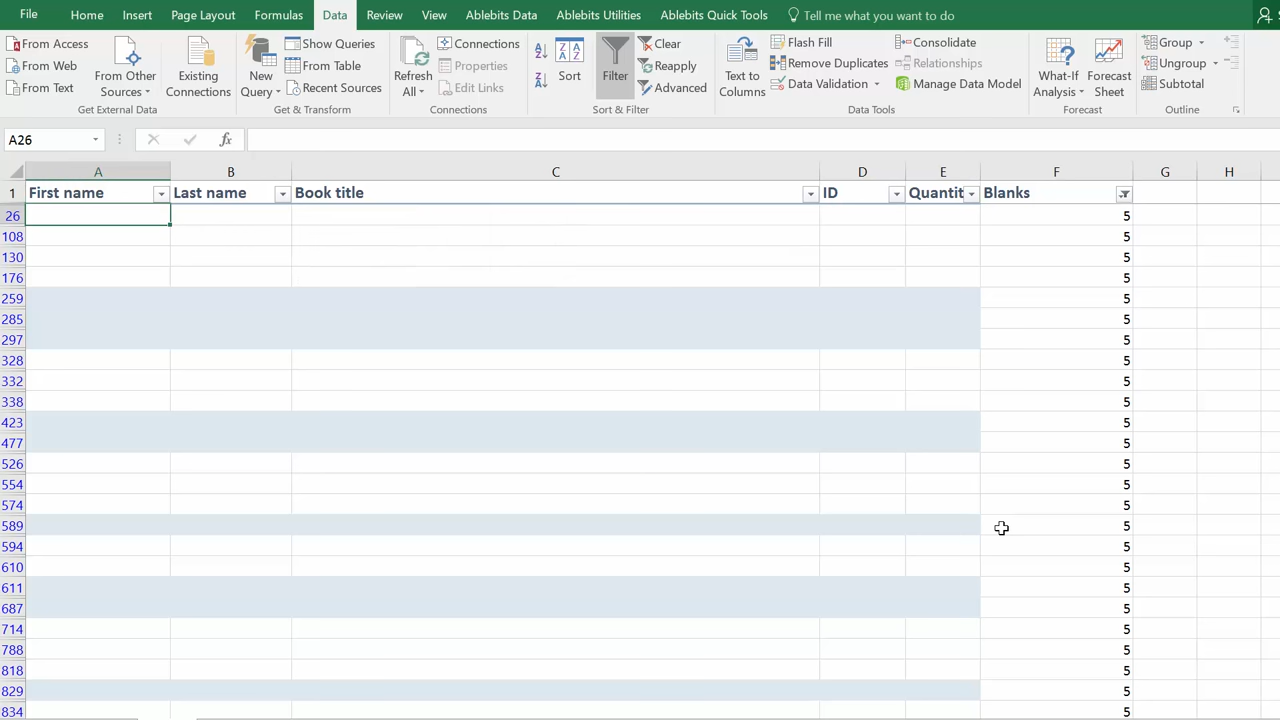 File Home Insert Page Layout Formulas Data Review View Ablebits Data Ablebits Utilities Ablebits Quick Tools Tell me what you want to do
From Access
From Web
From Text
From Other
Sources
Existing
Connections
Get External Data
New
Query
Show Queries
From Table
Recent Sources
Get & Transform
Refresh
All
Connections
Properties
Edit Links
Connections
Sort
Filter
Clear
Reapply
Advanced
Sort & Filter
Text to
Columns
Flash Fill
Remove Duplicates
Data Validation
Consolidate
Relationships
Manage Data Model
Data Tools
What-If
Analysis
Forecast
Sheet
Forecast
Group
Ungroup
Subtotal
Outline
A26 fx
A B C D E F G H
1 First name Last name Book title ID Quantit Blanks
26 5
108 5
130 5
176 5
259 5
285 5
297 5
328 5
332 5
338 5
423 5
477 5
526 5
554 5
574 5
589 5
594 5
610 5
611 5
687 5
714 5
788 5
818 5
829 5
834 5